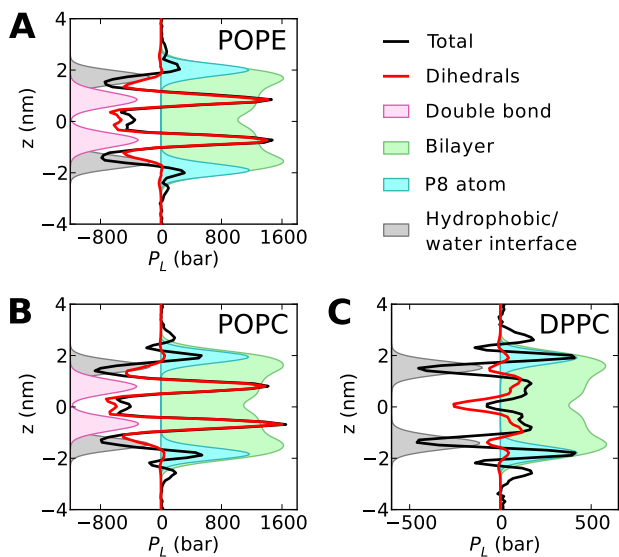 A
POPE
4
2
0
−2
−4
z (nm)
−800
0
800
1600
P_L (bar)
Total
Dihedrals
Double bond
Bilayer
P8 atom
Hydrophobic/
water interface
B
POPC
4
2
0
−2
−4
z (nm)
−800
0
800
1600
P_L (bar)
C
DPPC
4
2
0
−2
−4
z (nm)
−500
0
500
P_L (bar)